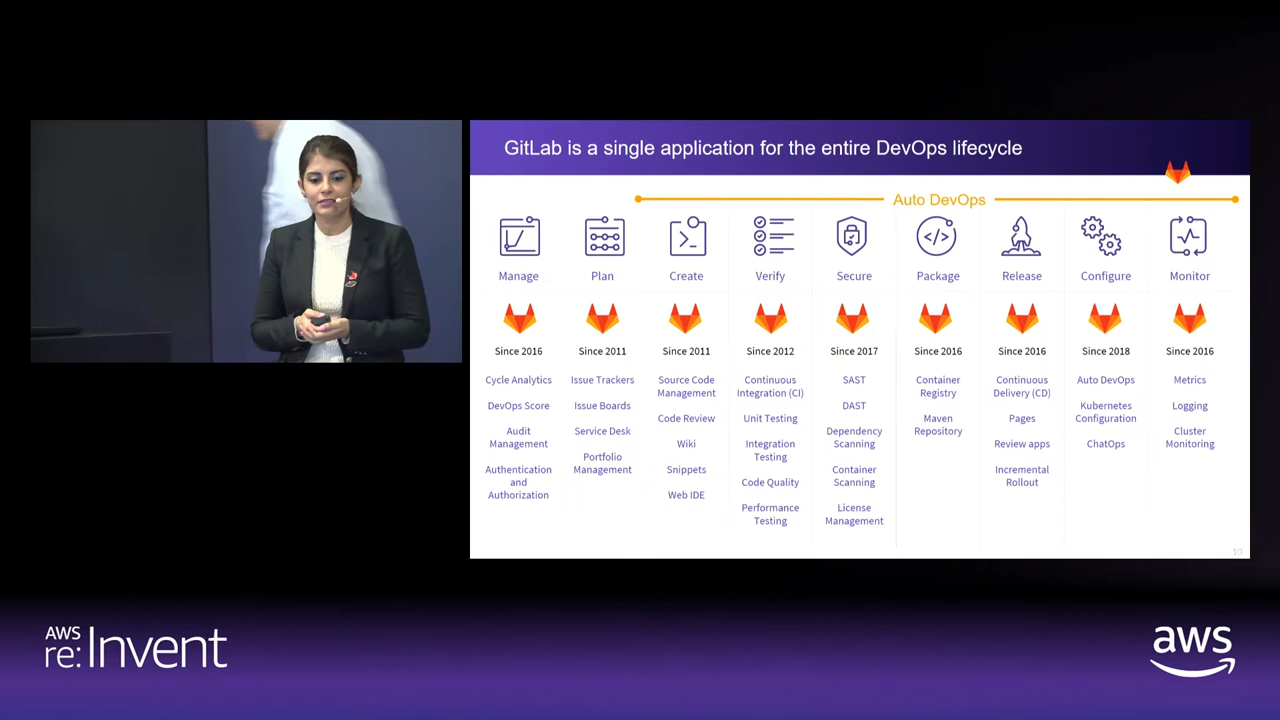 GitLab is a single application for the entire DevOps lifecycle
Auto DevOps
Manage
Plan
Create
Verify
Secure
Package
Release
Configure
Monitor
Since 2016
Since 2011
Since 2011
Since 2012
Since 2017
Since 2016
Since 2016
Since 2018
Since 2016
Cycle Analytics
DevOps Score
Audit
Management
Authentication
and
Authorization
Issue Trackers
Issue Boards
Service Desk
Portfolio
Management
Source Code
Management
Code Review
Wiki
Snippets
Web IDE
Continuous
Integration (CI)
Unit Testing
Integration
Testing
Code Quality
Performance
Testing
SAST
DAST
Dependency
Scanning
Container
Scanning
License
Management
Container
Registry
Maven
Repository
Continuous
Delivery (CD)
Pages
Review apps
Incremental
Rollout
Auto DevOps
Kubernetes
Configuration
ChatOps
Metrics
Logging
Cluster
Monitoring
10
AWS
re:Invent
aws